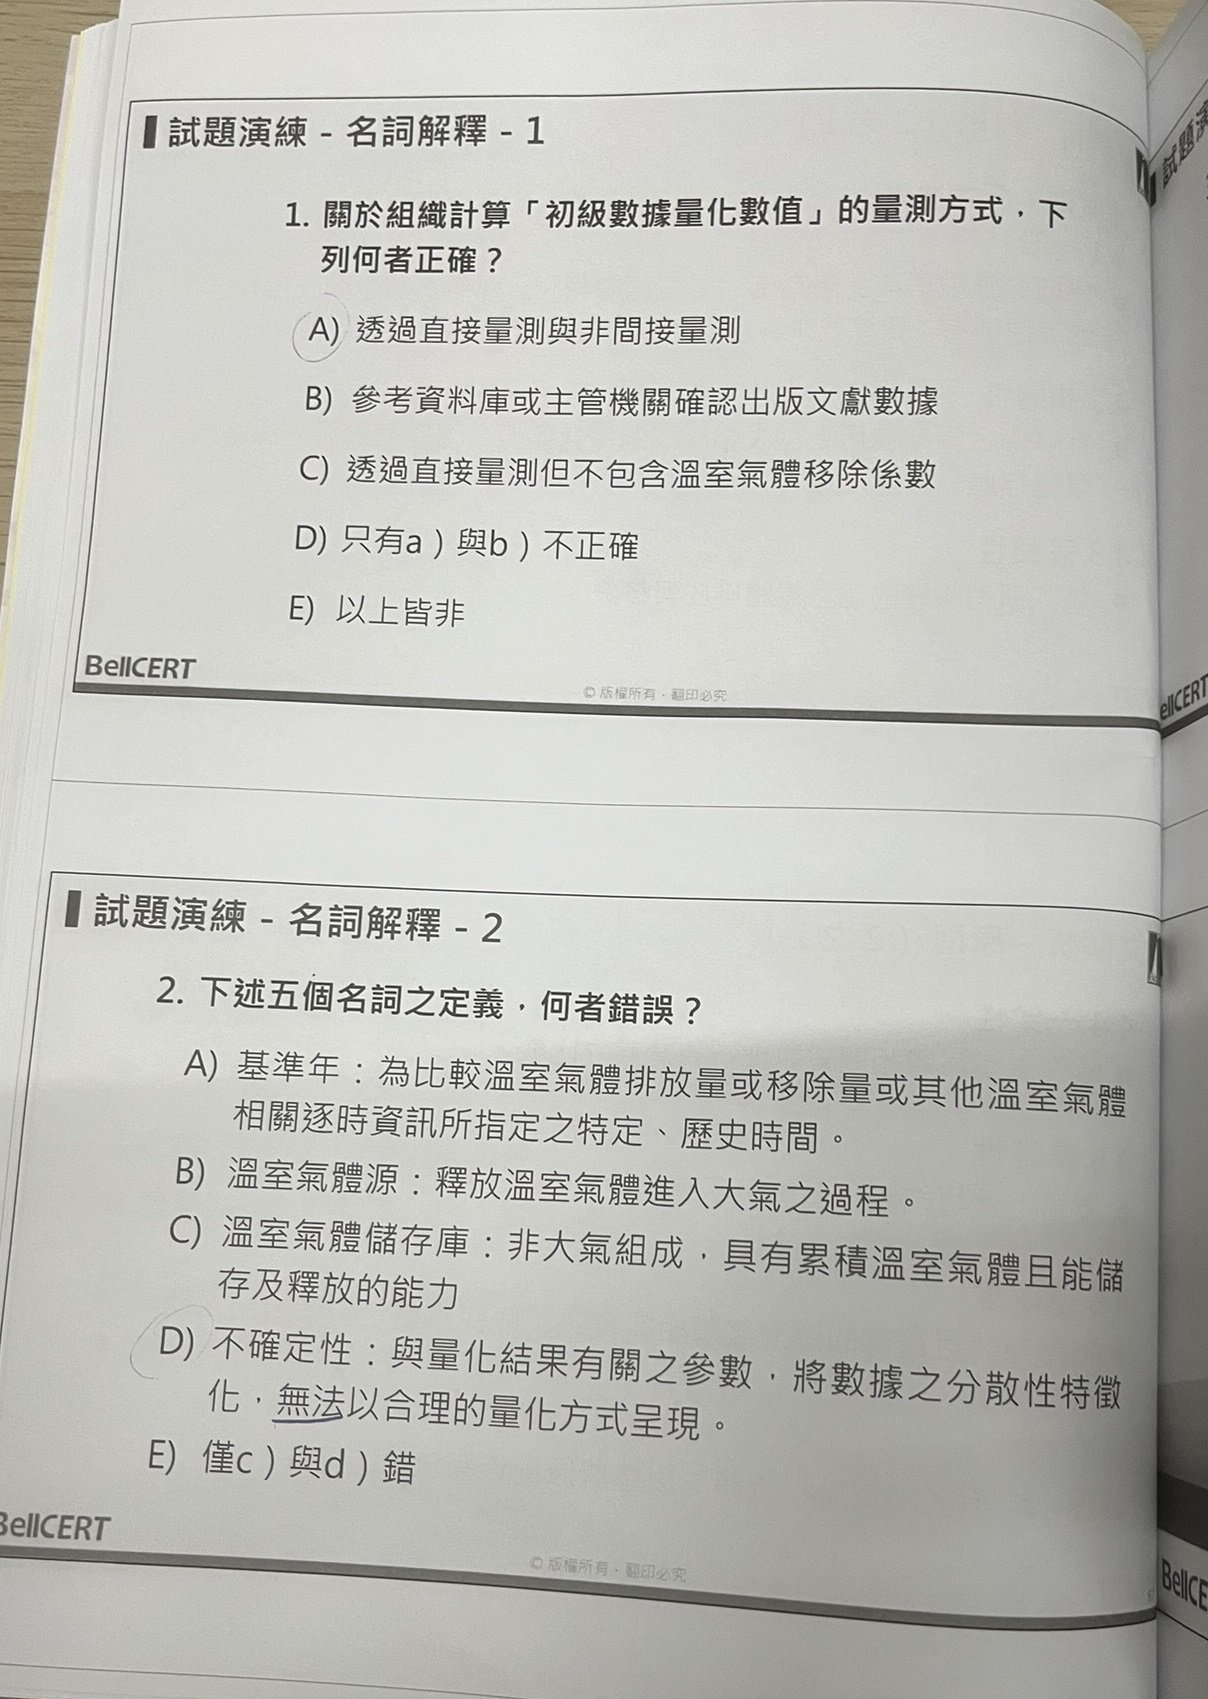 試題演練 - 名詞解釋 - 1
1. 關於組織計算「初級數據量化數值」的量測方式，下
列何者正確？
A) 透過直接量測與非間接量測
B) 參考資料庫或主管機關確認出版文獻數據
C) 透過直接量測但不包含溫室氣體移除係數
D) 只有a）與b）不正確
E) 以上皆非
BellCERT
© 版權所有，翻印必究
試題演練 - 名詞解釋 - 2
2. 下述五個名詞之定義，何者錯誤？
A) 基準年：為比較溫室氣體排放量或移除量或其他溫室氣體
相關逐時資訊所指定之特定、歷史時間。
B) 溫室氣體源：釋放溫室氣體進入大氣之過程。
C) 溫室氣體儲存庫：非大氣組成，具有累積溫室氣體且能儲
存及釋放的能力
D) 不確定性：與量化結果有關之參數，將數據之分散性特徵
化，無法以合理的量化方式呈現。
E) 僅c）與d）錯
BellCERT
© 版權所有，翻印必究
試題演
ellCERT
BellCE